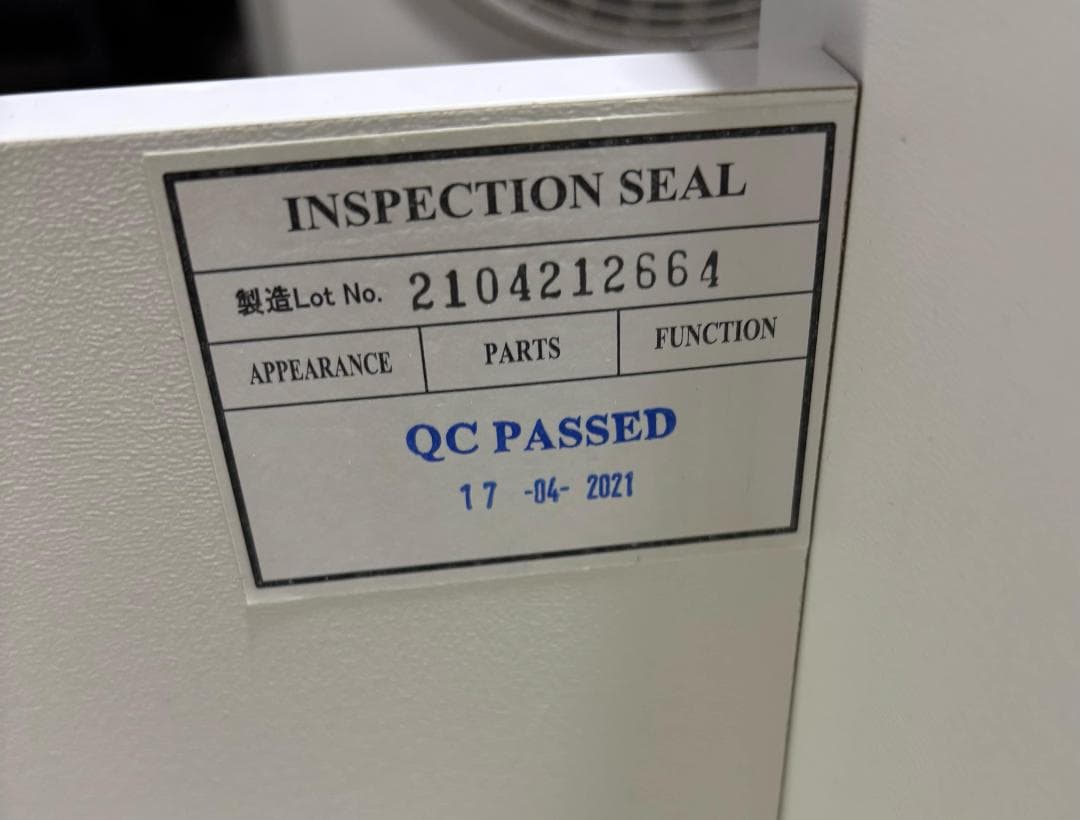 INSPECTION SEAL
製造Lot No. 2104212664
APPEARANCE PARTS FUNCTION
QC PASSED
17 -04- 2021